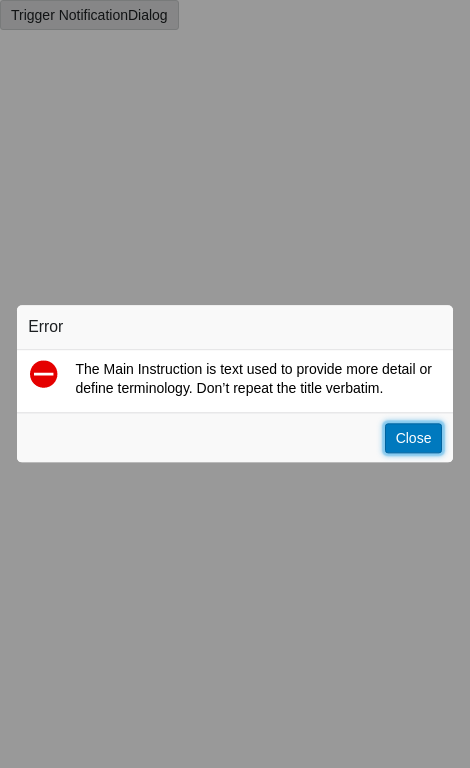 Trigger NotificationDialog
Error
The Main Instruction is text used to provide more detail or
define terminology. Don’t repeat the title verbatim.
Close